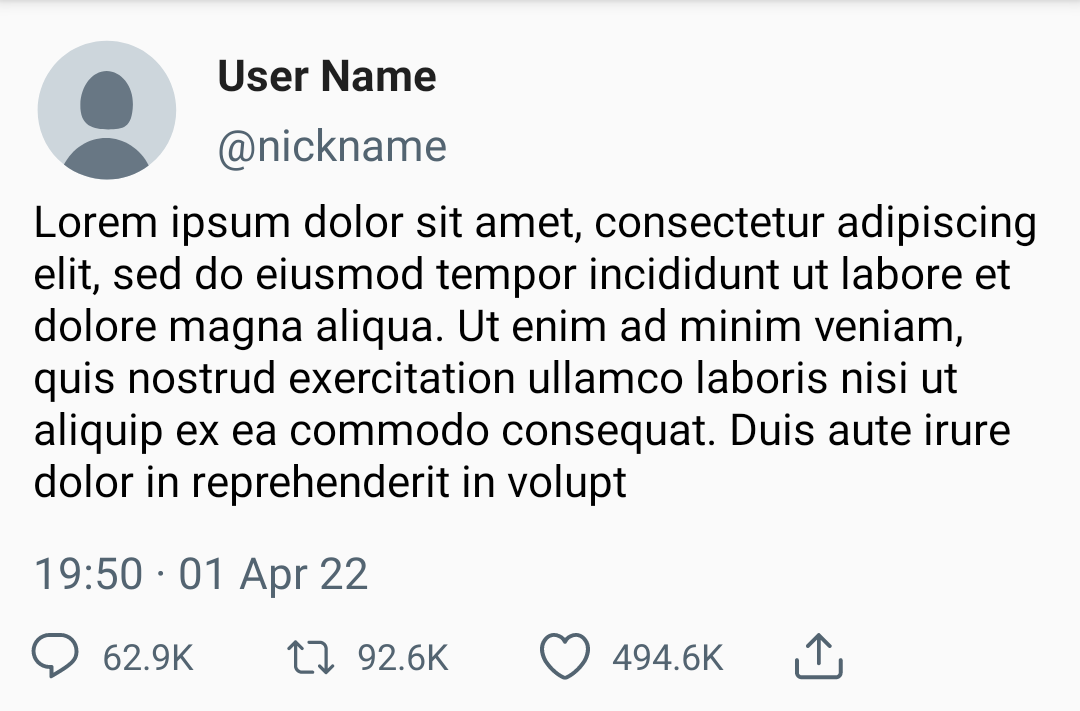 User Name
@nickname
Lorem ipsum dolor sit amet, consectetur adipiscing
elit, sed do eiusmod tempor incididunt ut labore et
dolore magna aliqua. Ut enim ad minim veniam,
quis nostrud exercitation ullamco laboris nisi ut
aliquip ex ea commodo consequat. Duis aute irure
dolor in reprehenderit in volupt
19:50 · 01 Apr 22
62.9K 92.6K 494.6K